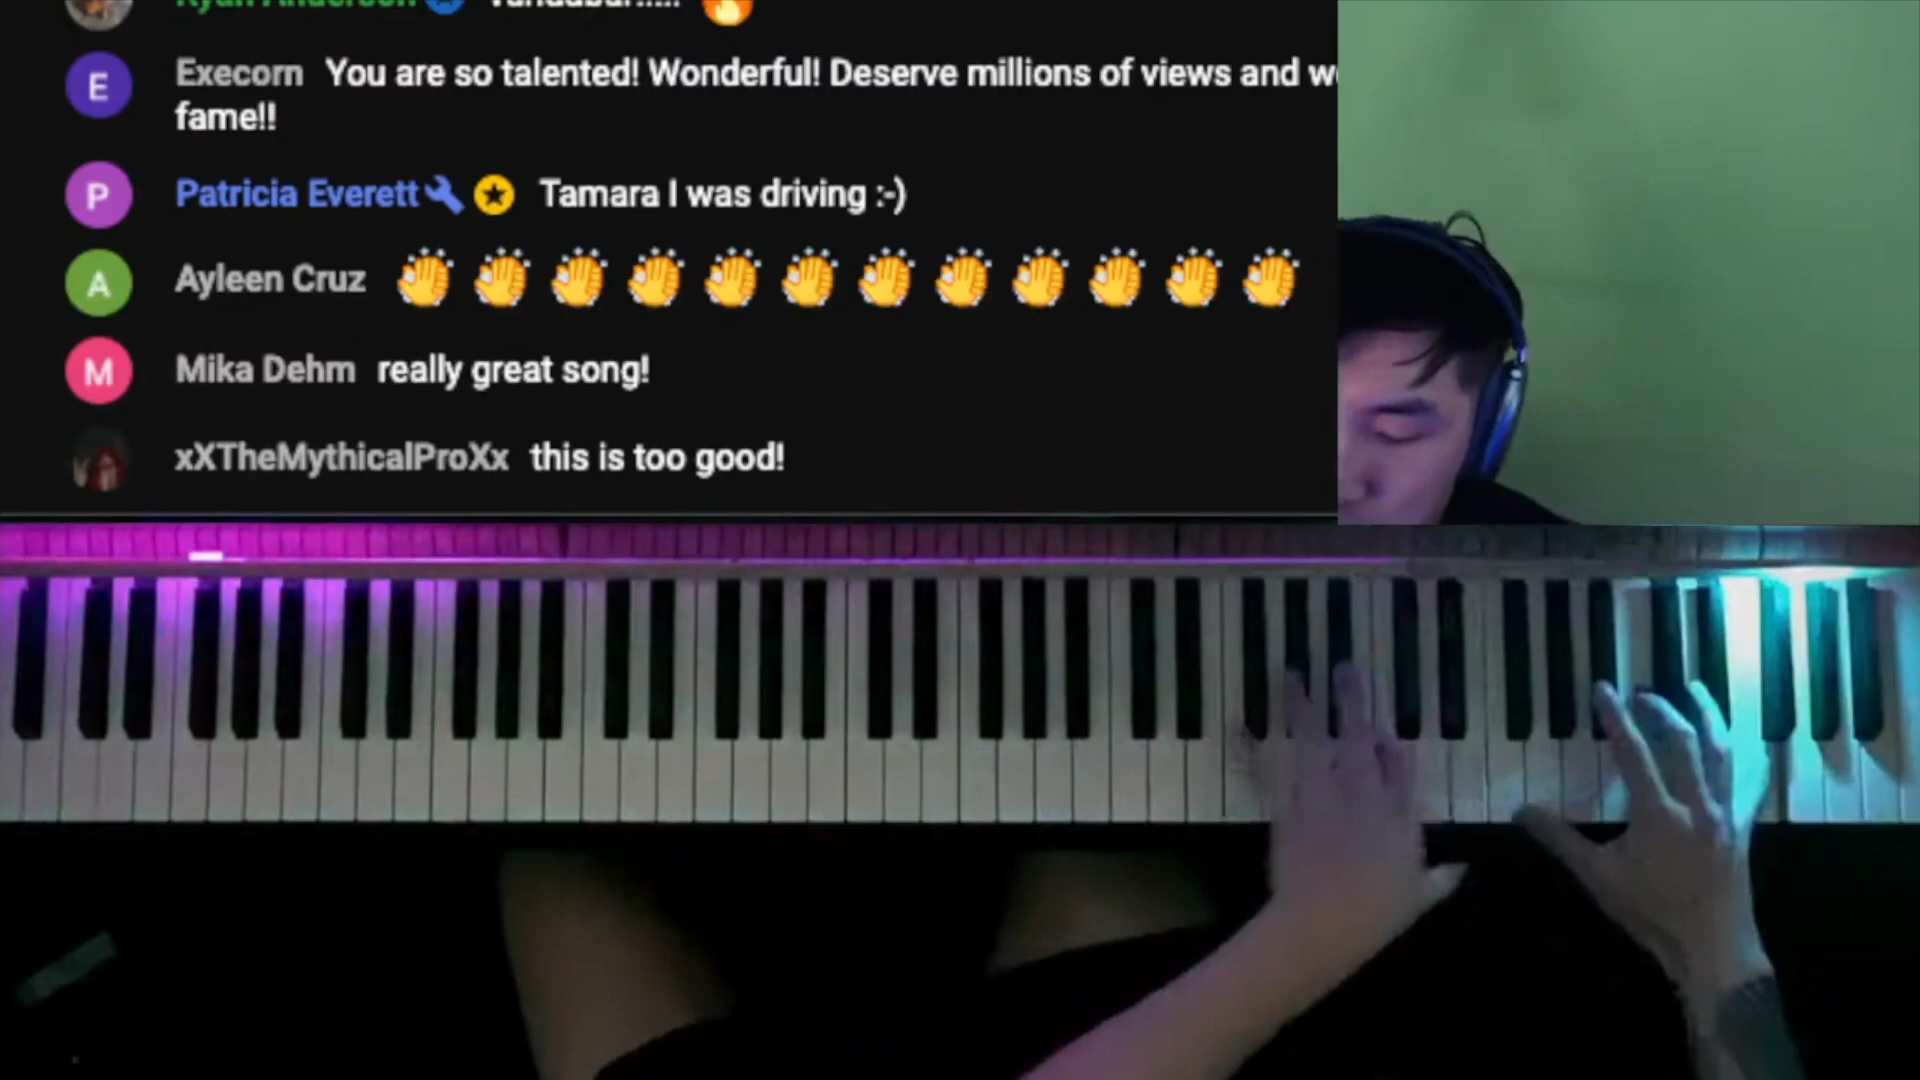 Execorn You are so talented! Wonderful! Deserve millions of views and
fame!!
Patricia Everett Tamara I was driving :-)
Ayleen Cruz 👏 👏 👏 👏 👏 👏 👏 👏 👏 👏 👏 👏
Mika Dehm really great song!
xXTheMythicalProXx this is too good!
E
P
A
M